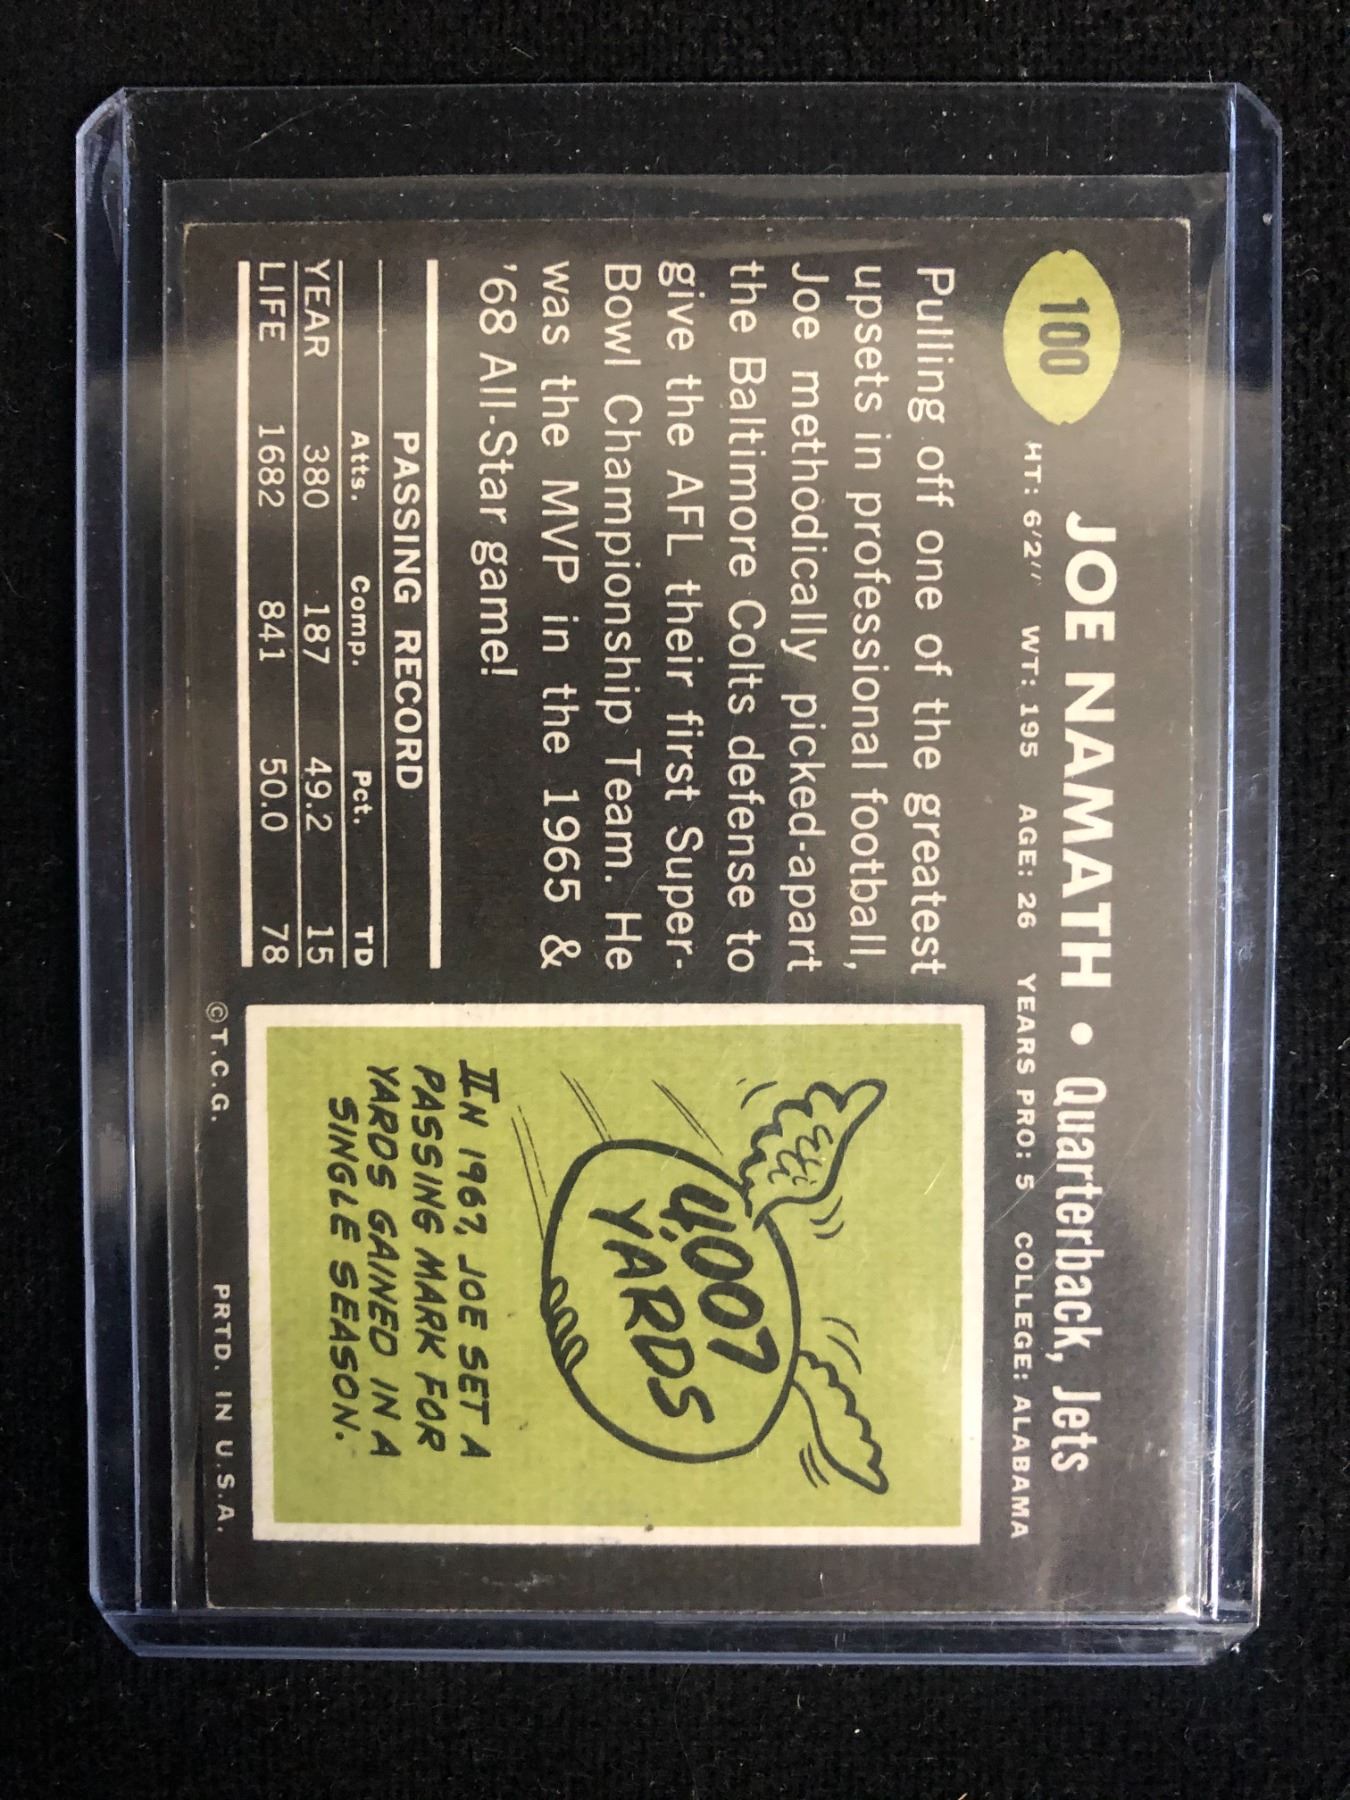 100
JOE NAMATH • Quarterback, Jets
HT: 6'2" WT: 195 AGE: 26 YEARS PRO: 5 COLLEGE: ALABAMA
Pulling off one of the greatest
upsets in professional football,
Joe methodically picked-apart
the Baltimore Colts defense to
give the AFL their first Super-
Bowl Championship Team. He
was the MVP in the 1965 &
'68 All-Star game!
PASSING RECORD
Atts. Comp. Pct. TD
YEAR 380 187 49.2 15
LIFE 1682 841 50.0 78
4,007
YARDS
IN 1967, JOE SET A
PASSING MARK FOR
YARDS GAINED IN A
SINGLE SEASON.
©T.C.G. PRTD. IN U.S.A.